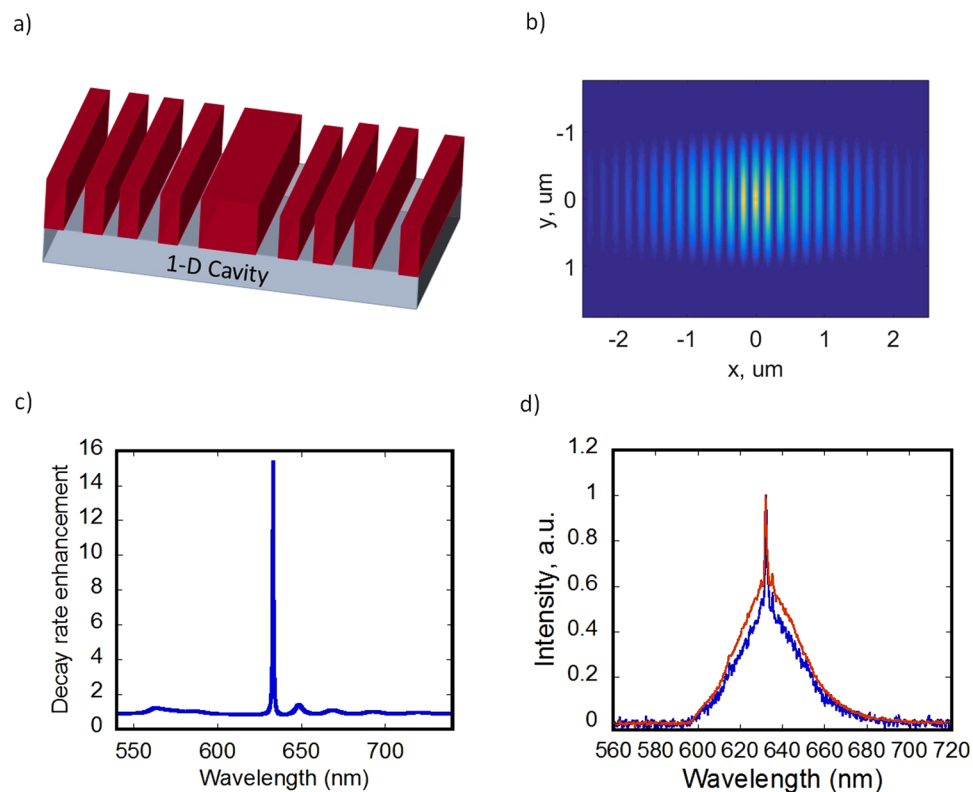 a)
1-D Cavity
b)
-1
0
1
y, um
-2 -1 0 1 2
x, um
c)
16
14
12
10
8
6
4
2
0
Decay rate enhancement
550 600 650 700
Wavelength (nm)
d)
1.2
1
0.8
0.6
0.4
0.2
0
Intensity, a.u.
560 580 600 620 640 660 680 700 720
Wavelength (nm)